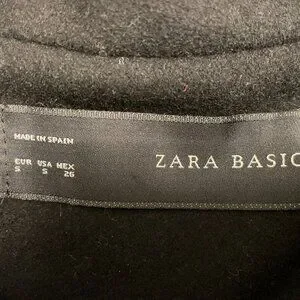 MADE IN SPAIN
EUR USA MEX
S S 26
ZARA BASIC